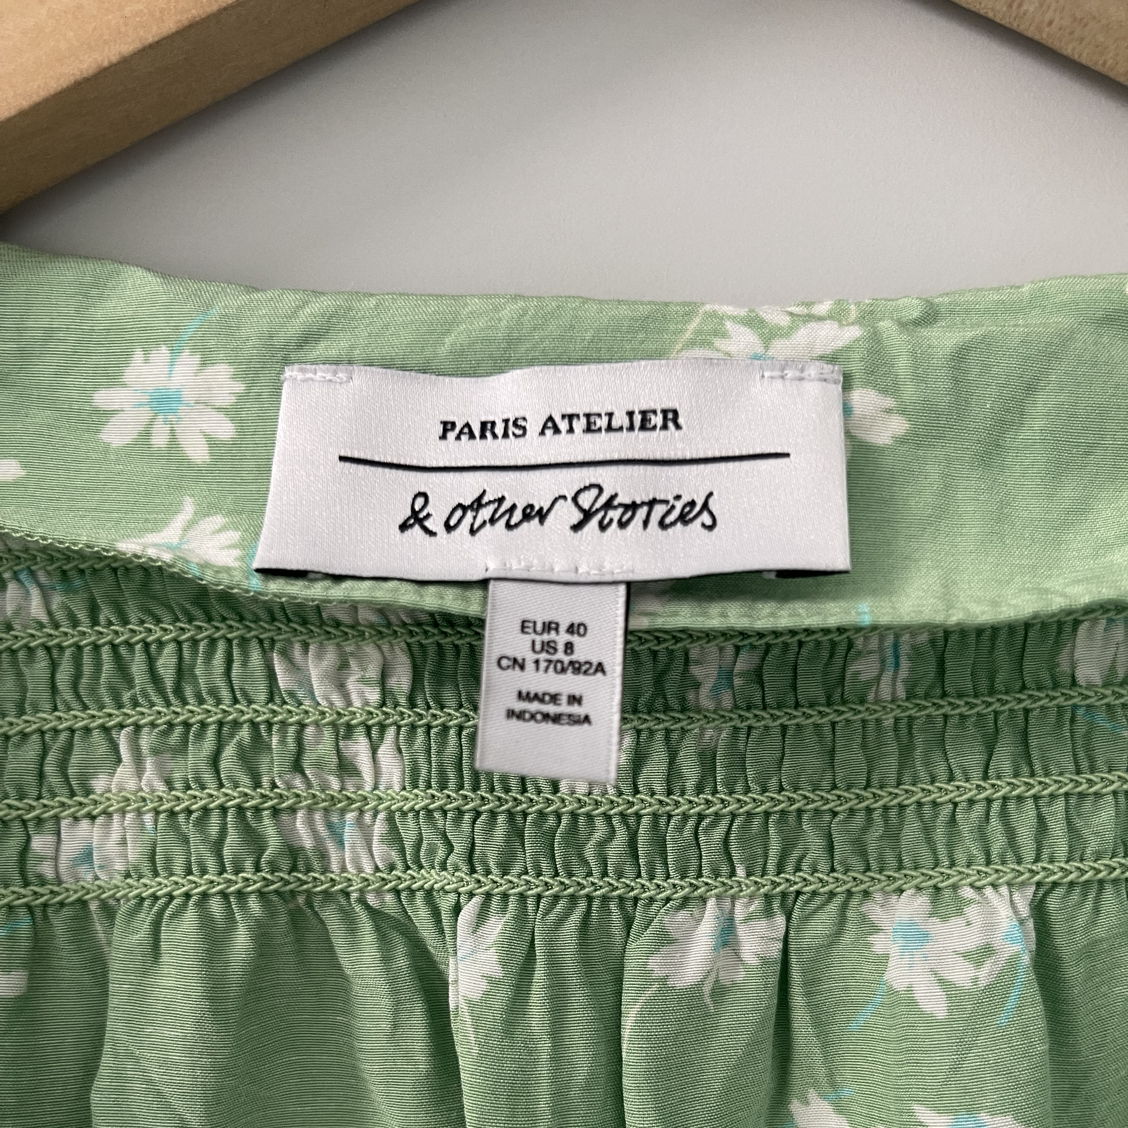 PARIS ATELIER
& other Stories
EUR 40
US 8
CN 170/92A
MADE IN
INDONESIA